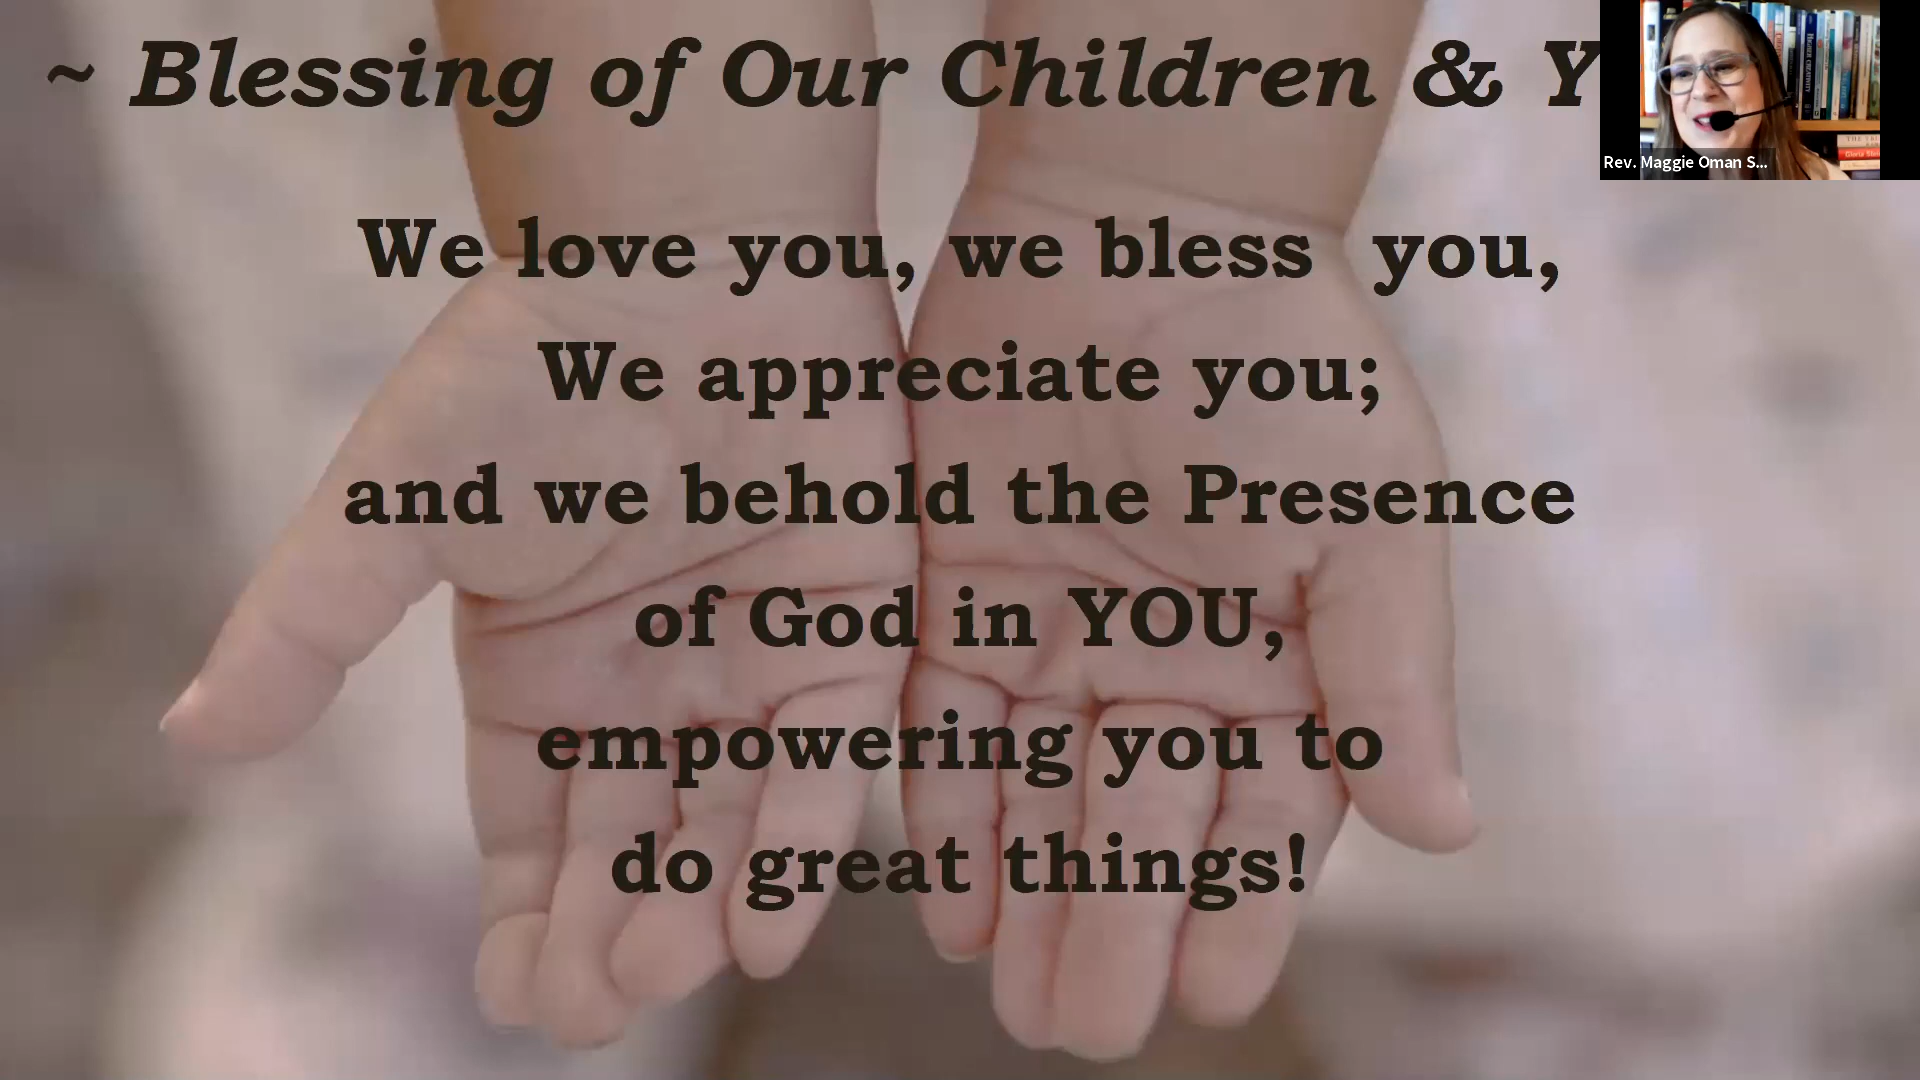 ~ Blessing of Our Children & Y
Rev. Maggie Oman S...
We love you, we bless  you,
We appreciate you;
and we behold the Presence
of God in YOU,
empowering you to
do great things!